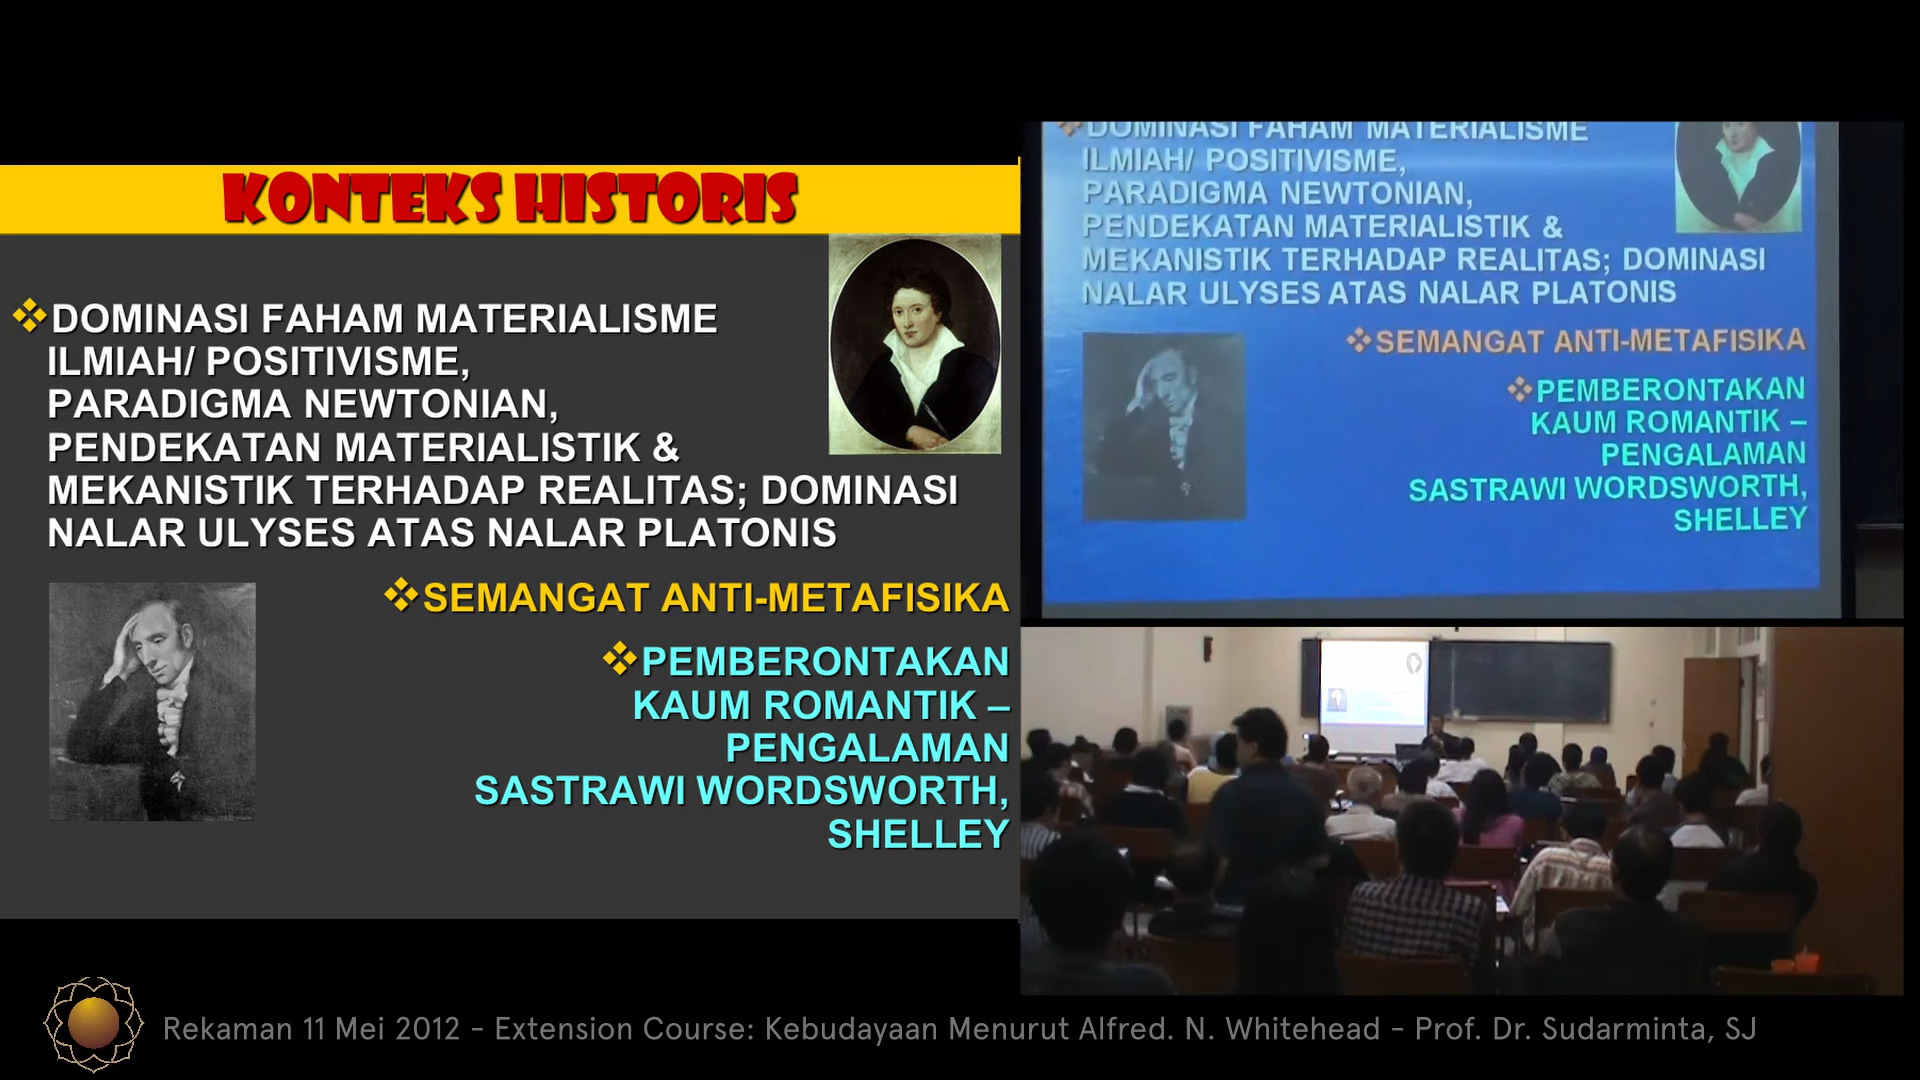 KONTEKS HISTORIS
❖DOMINASI FAHAM MATERIALISME
ILMIAH/ POSITIVISME,
PARADIGMA NEWTONIAN,
PENDEKATAN MATERIALISTIK &
MEKANISTIK TERHADAP REALITAS; DOMINASI
NALAR ULYSES ATAS NALAR PLATONIS
❖SEMANGAT ANTI-METAFISIKA
❖PEMBERONTAKAN
KAUM ROMANTIK –
PENGALAMAN
SASTRAWI WORDSWORTH,
SHELLEY
❖DOMINASI FAHAM MATERIALISME
ILMIAH/ POSITIVISME,
PARADIGMA NEWTONIAN,
PENDEKATAN MATERIALISTIK &
MEKANISTIK TERHADAP REALITAS; DOMINASI
NALAR ULYSES ATAS NALAR PLATONIS
❖SEMANGAT ANTI-METAFISIKA
❖PEMBERONTAKAN
KAUM ROMANTIK –
PENGALAMAN
SASTRAWI WORDSWORTH,
SHELLEY
Rekaman 11 Mei 2012 - Extension Course: Kebudayaan Menurut Alfred. N. Whitehead - Prof. Dr. Sudarminta, SJ